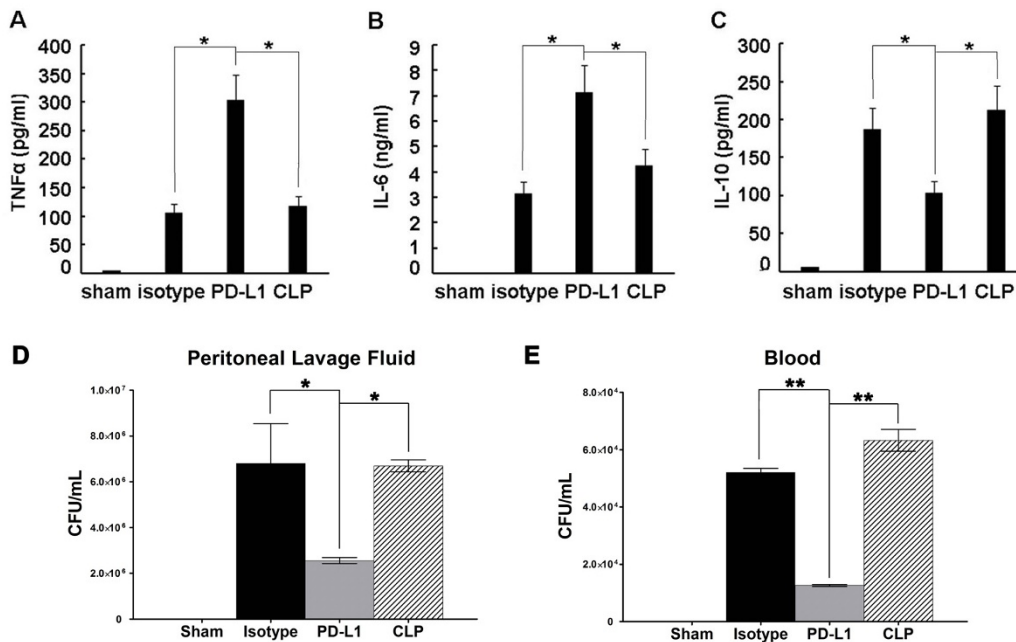 A
TNFα (pg/ml)
400
350
300
250
200
150
100
50
0
* *
sham isotype PD-L1 CLP
B
IL-6 (ng/ml)
9
8
7
6
5
4
3
2
1
0
* *
sham isotype PD-L1 CLP
C
IL-10 (pg/ml)
300
250
200
150
100
50
0
* *
sham isotype PD-L1 CLP
D
Peritoneal Lavage Fluid
CFU/mL
1.0×10⁷
8.0×10⁶
6.0×10⁶
4.0×10⁶
2.0×10⁶
0
* *
Sham Isotype PD-L1 CLP
E
Blood
CFU/mL
8.0×10⁴
6.0×10⁴
4.0×10⁴
2.0×10⁴
0
** **
Sham Isotype PD-L1 CLP